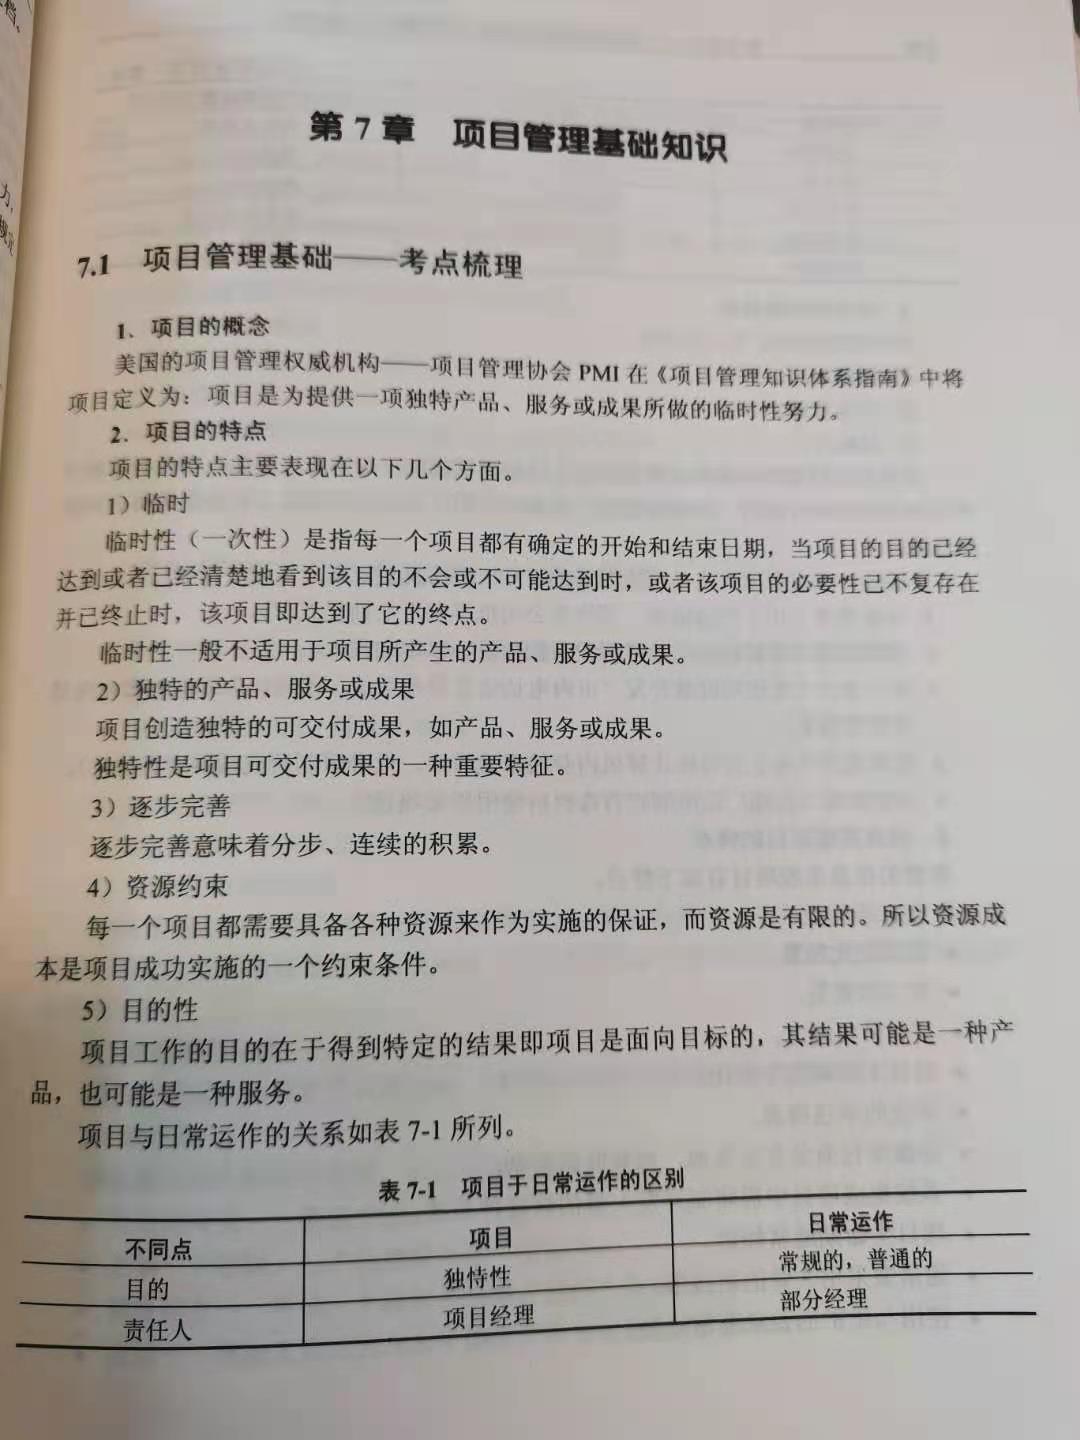 档、
力,
第 7 章 项目管理基础知识
7.1 项目管理基础——考点梳理
1. 项目的概念
美国的项目管理权威机构——项目管理协会 PMI 在《项目管理知识体系指南》中将
项目定义为：项目是为提供一项独特产品、服务或成果所做的临时性努力。
2. 项目的特点
项目的特点主要表现在以下几个方面。
1）临时
临时性（一次性）是指每一个项目都有确定的开始和结束日期，当项目的目的已经
达到或者已经清楚地看到该目的不会或不可能达到时，或者该项目的必要性已不复存在
并已终止时，该项目即达到了它的终点。
临时性一般不适用于项目所产生的产品、服务或成果。
2）独特的产品、服务或成果
项目创造独特的可交付成果，如产品、服务或成果。
独特性是项目可交付成果的一种重要特征。
3）逐步完善
逐步完善意味着分步、连续的积累。
4）资源约束
每一个项目都需要具备各种资源来作为实施的保证，而资源是有限的。所以资源成
本是项目成功实施的一个约束条件。
5）目的性
项目工作的目的在于得到特定的结果即项目是面向目标的，其结果可能是一种产
品，也可能是一种服务。
项目与日常运作的关系如表 7-1 所列。
表 7-1 项目于日常运作的区别
不同点 项目 日常运作
目的 独恃性 常规的，普通的
责任人 项目经理 部分经理